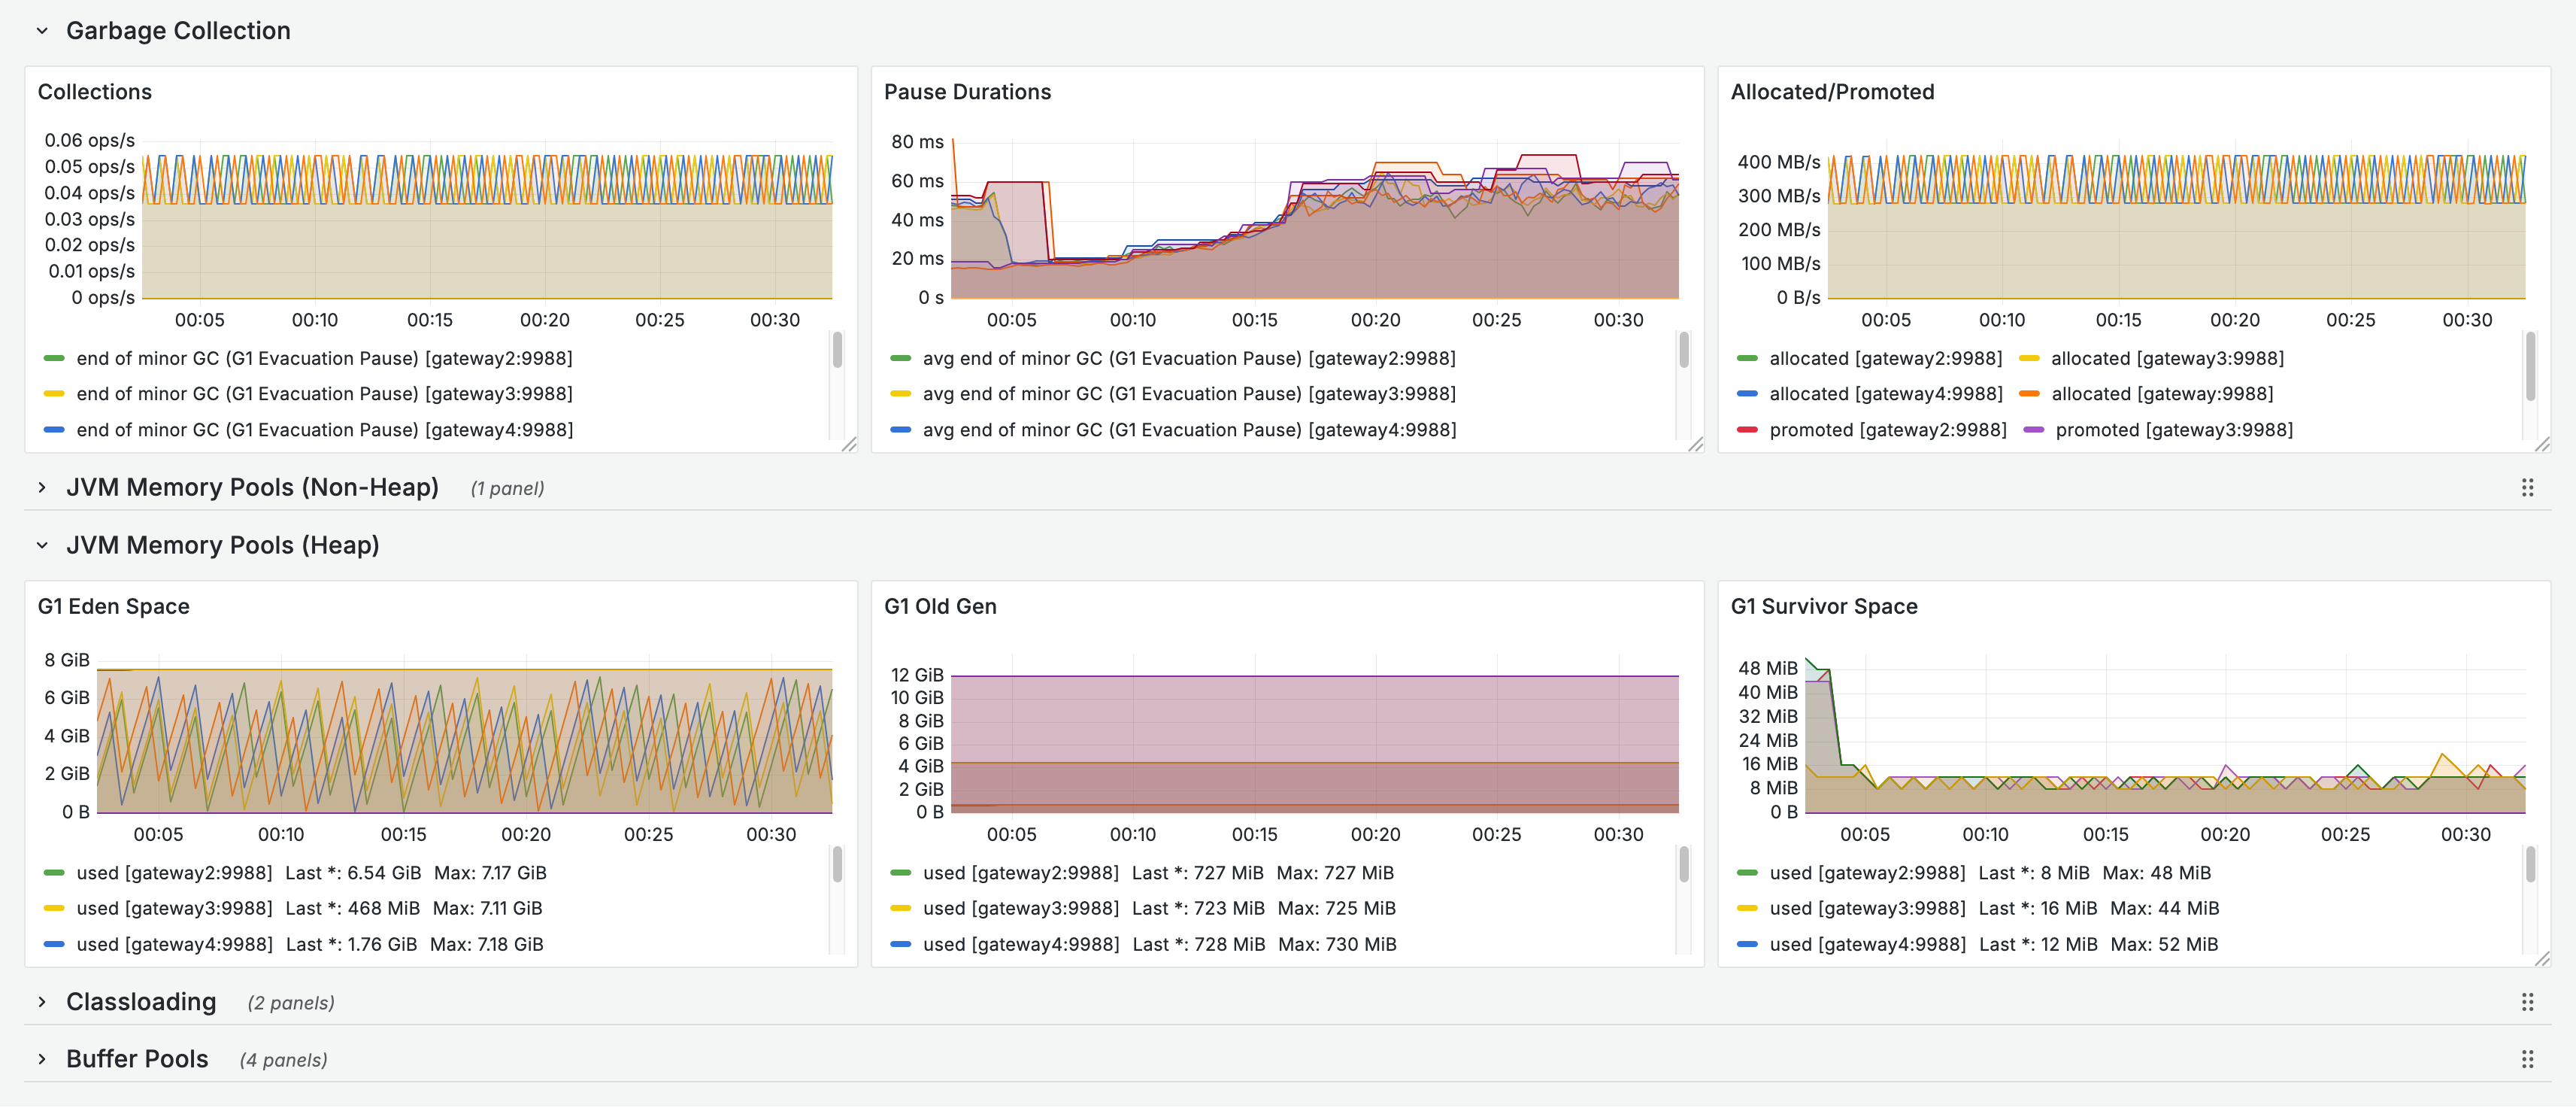 Garbage Collection
Collections
0.06 ops/s
0.05 ops/s
0.04 ops/s
0.03 ops/s
0.02 ops/s
0.01 ops/s
0 ops/s
00:05 00:10 00:15 00:20 00:25 00:30
end of minor GC (G1 Evacuation Pause) [gateway2:9988]
end of minor GC (G1 Evacuation Pause) [gateway3:9988]
end of minor GC (G1 Evacuation Pause) [gateway4:9988]
Pause Durations
80 ms
60 ms
40 ms
20 ms
0 s
00:05 00:10 00:15 00:20 00:25 00:30
avg end of minor GC (G1 Evacuation Pause) [gateway2:9988]
avg end of minor GC (G1 Evacuation Pause) [gateway3:9988]
avg end of minor GC (G1 Evacuation Pause) [gateway4:9988]
Allocated/Promoted
400 MB/s
300 MB/s
200 MB/s
100 MB/s
0 B/s
00:05 00:10 00:15 00:20 00:25 00:30
allocated [gateway2:9988] allocated [gateway3:9988]
allocated [gateway4:9988] allocated [gateway:9988]
promoted [gateway2:9988] promoted [gateway3:9988]
JVM Memory Pools (Non-Heap) (1 panel)
JVM Memory Pools (Heap)
G1 Eden Space
8 GiB
6 GiB
4 GiB
2 GiB
0 B
00:05 00:10 00:15 00:20 00:25 00:30
used [gateway2:9988] Last *: 6.54 GiB Max: 7.17 GiB
used [gateway3:9988] Last *: 468 MiB Max: 7.11 GiB
used [gateway4:9988] Last *: 1.76 GiB Max: 7.18 GiB
G1 Old Gen
12 GiB
10 GiB
8 GiB
6 GiB
4 GiB
2 GiB
0 B
00:05 00:10 00:15 00:20 00:25 00:30
used [gateway2:9988] Last *: 727 MiB Max: 727 MiB
used [gateway3:9988] Last *: 723 MiB Max: 725 MiB
used [gateway4:9988] Last *: 728 MiB Max: 730 MiB
G1 Survivor Space
48 MiB
40 MiB
32 MiB
24 MiB
16 MiB
8 MiB
0 B
00:05 00:10 00:15 00:20 00:25 00:30
used [gateway2:9988] Last *: 8 MiB Max: 48 MiB
used [gateway3:9988] Last *: 16 MiB Max: 44 MiB
used [gateway4:9988] Last *: 12 MiB Max: 52 MiB
Classloading (2 panels)
Buffer Pools (4 panels)